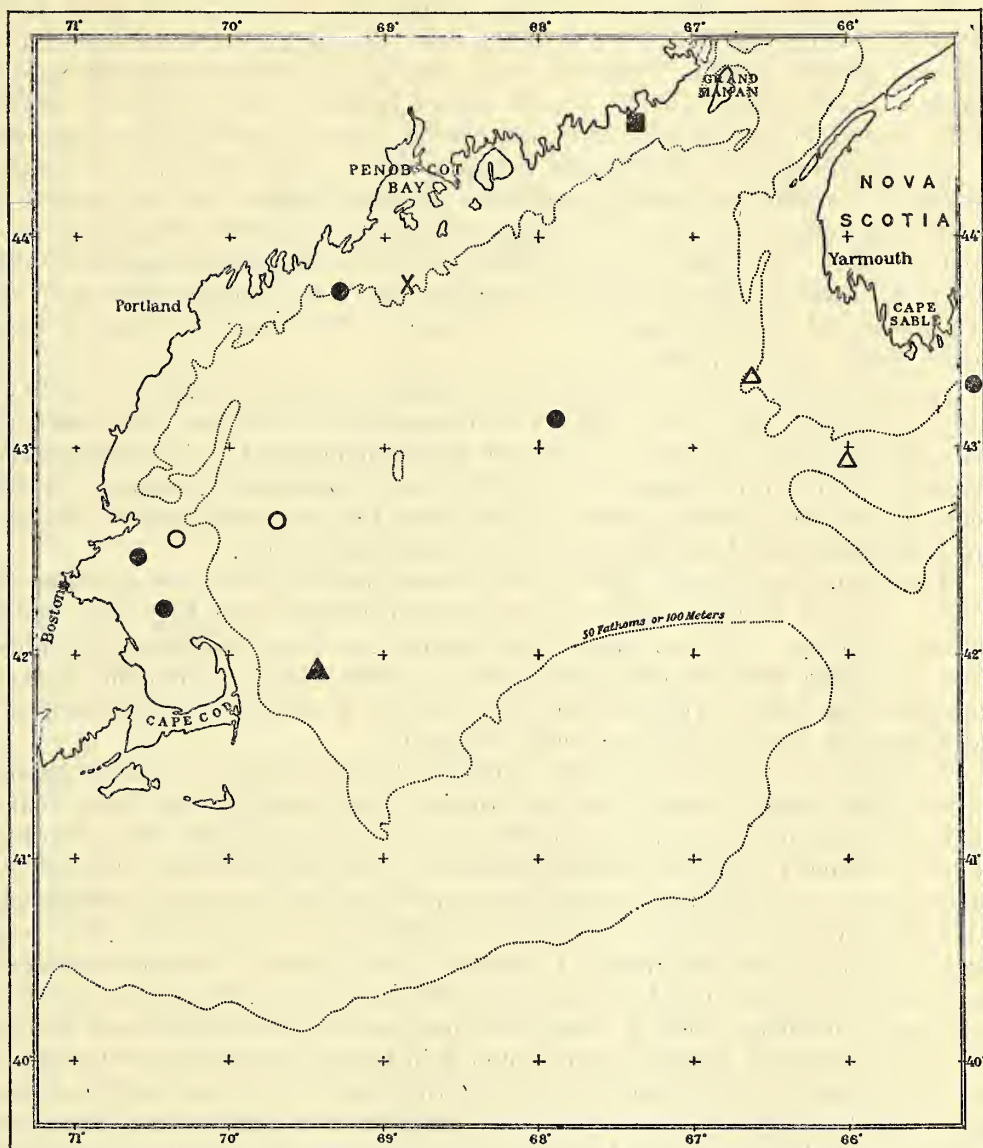 71° 70° 69° 68° 67° 66°
GRAND
MANAN
PENOBSCOT
BAY
NOVA
SCOTIA
44° 44°
Yarmouth
Portland
CAPE
SABLE
43° 43°
Boston
50 Fathoms or 100 Meters
42° 42°
CAPE COD
41° 41°
40° 40°
71° 70° 69° 68° 67° 66°